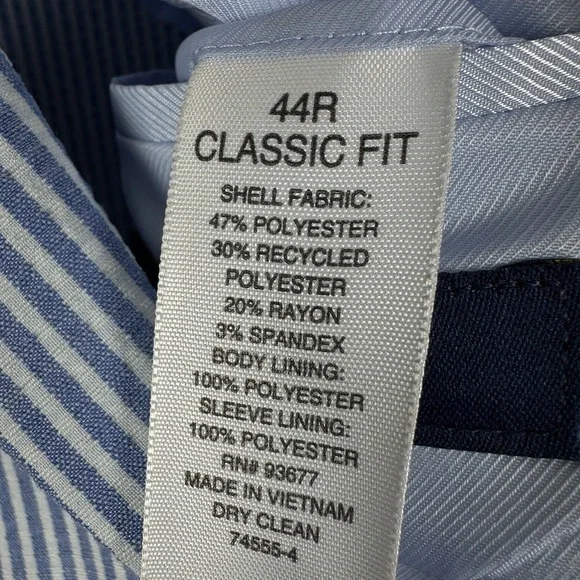 44R
CLASSIC FIT
SHELL FABRIC:
47% POLYESTER
30% RECYCLED
POLYESTER
20% RAYON
3% SPANDEX
BODY LINING:
100% POLYESTER
SLEEVE LINING:
100% POLYESTER
RN# 93677
MADE IN VIETNAM
DRY CLEAN
74555-4